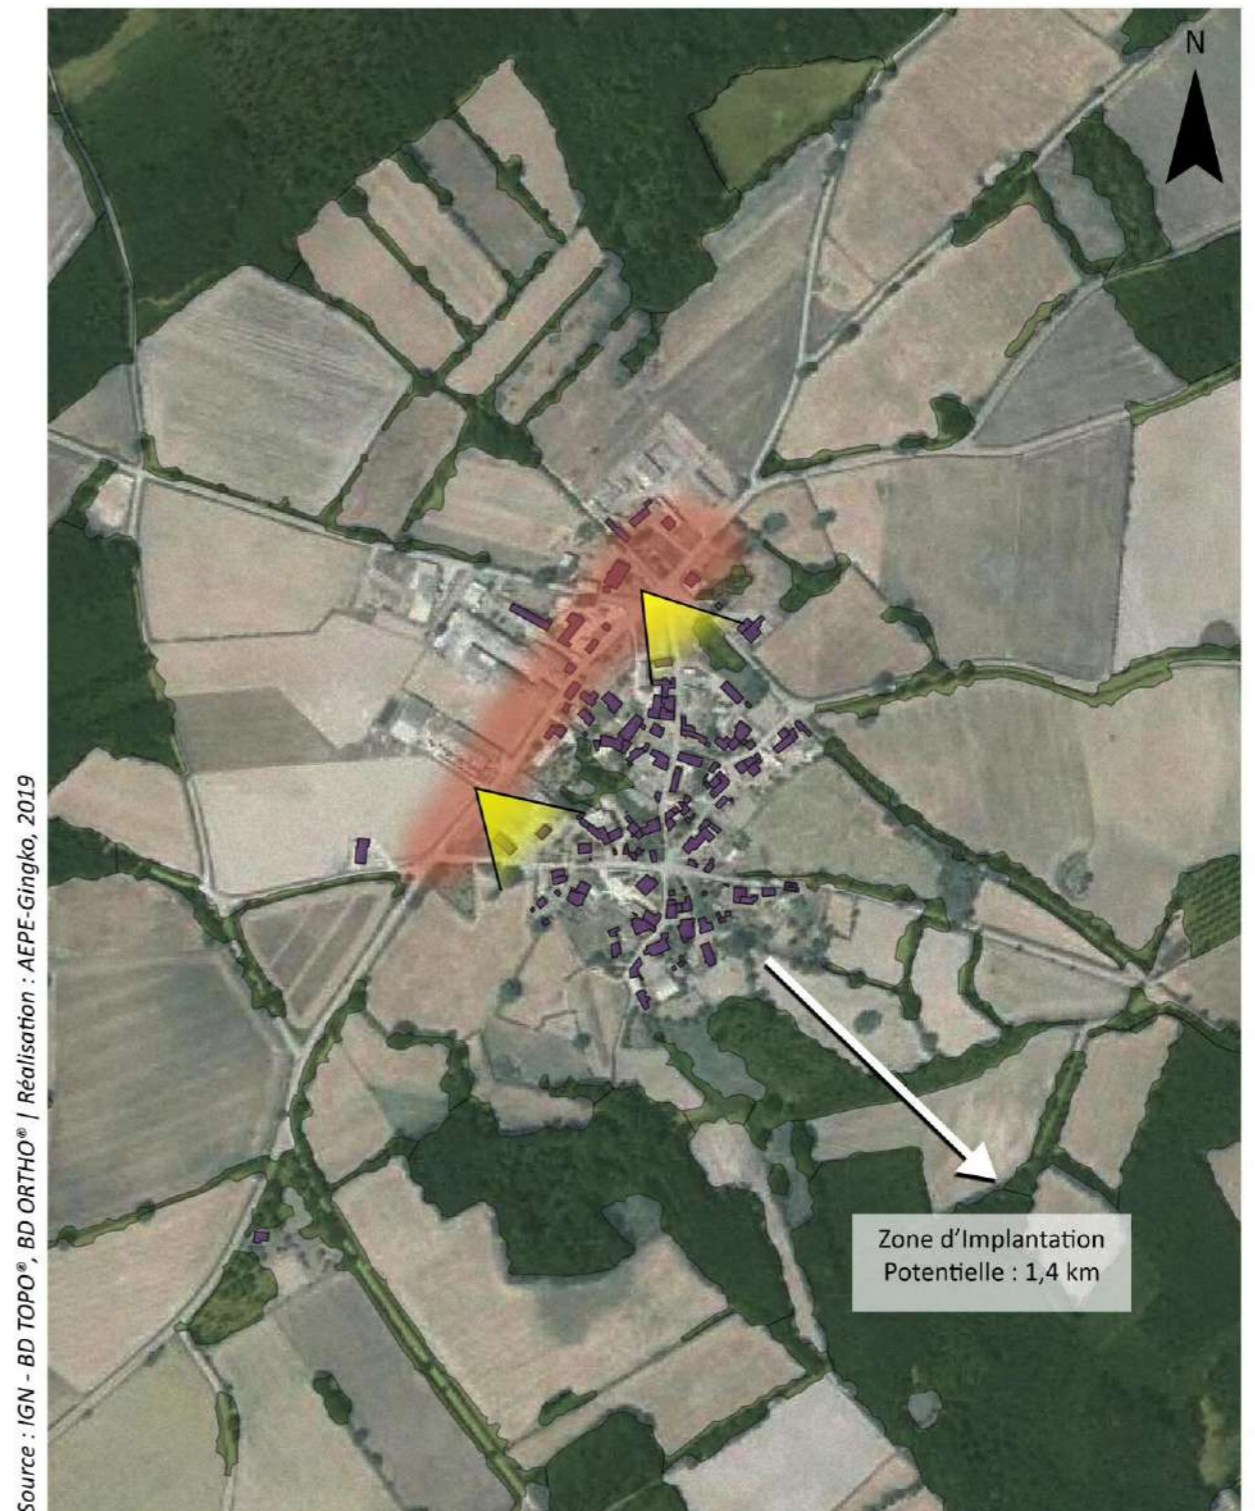 N
Zone d'Implantation
Potentielle : 1,4 km
Source : IGN - BD TOPO®, BD ORTHO® | Réalisation : AEPE-Gingko, 2019